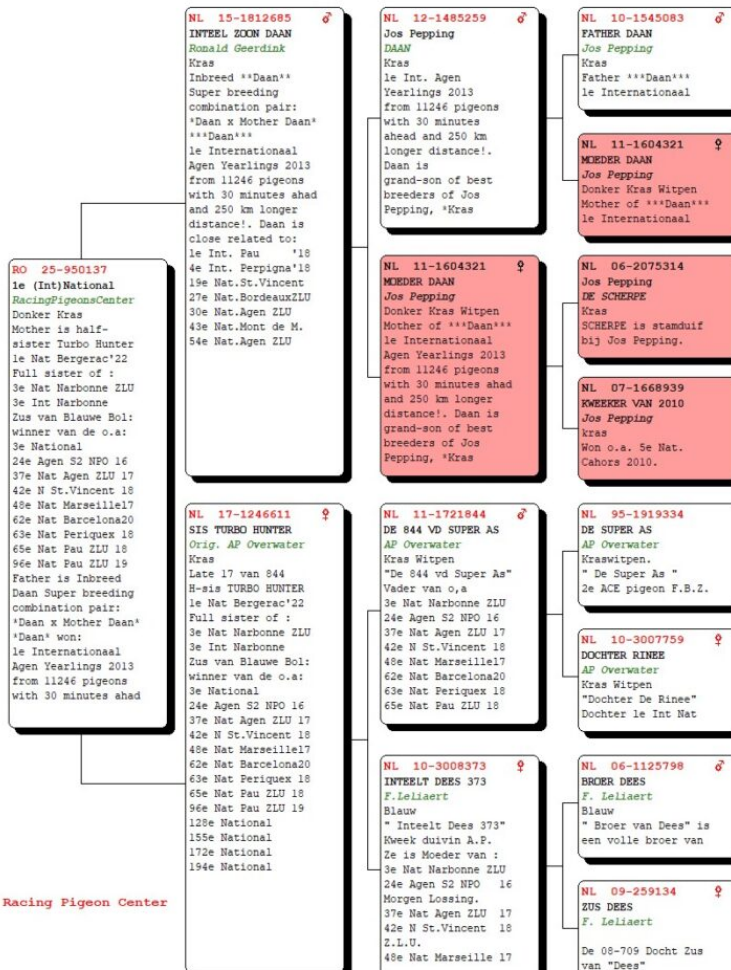 RO 25-950137
1e (Int)National
RacingPigeonsCenter
Donker Kras
Mother is half-
sister Turbo Hunter
1e Nat Bergerac'22
Full sister of :
3e Nat Narbonne ZLU
3e Int Narbonne
Zus van Blauwe Bol:
winner van de o.a:
3e National
24e Agen S2 NPO 16
37e Nat Agen ZLU 17
42e N St.Vincent 18
48e Nat Marseille17
62e Nat Barcelona20
63e Nat Periquex 18
65e Nat Pau ZLU 18
96e Nat Pau ZLU 19
Father is Inbreed
Daan Super breeding
combination pair:
*Daan x Mother Daan*
*Daan* won:
1e Internationaal
Agen Yearlings 2013
from 11246 pigeons
with 30 minutes ahad
NL 15-1812685 ♂
INTEEL ZOON DAAN
Ronald Geerdink
Kras
Inbreed **Daan**
Super breeding
combination pair:
*Daan x Mother Daan*
***Daan***
1e Internationaal
Agen Yearlings 2013
from 11246 pigeons
with 30 minutes ahad
and 250 km longer
distance!. Daan is
close related to:
1e Int. Pau '18
4e Int. Perpigna'18
19e Nat.St.Vincent
27e Nat.BordeauxZLU
30e Nat.Agen ZLU
43e Nat.Mont de M.
54e Nat.Agen ZLU
NL 17-1246611 ♀
SIS TURBO HUNTER
Orig. AP Overwater
Kras
Late 17 van 844
H-sis TURBO HUNTER
1e Nat Bergerac'22
Full sister of :
3e Nat Narbonne ZLU
3e Int Narbonne
Zus van Blauwe Bol:
winner van de o.a:
3e National
24e Agen S2 NPO 16
37e Nat Agen ZLU 17
42e N St.Vincent 18
48e Nat Marseille17
62e Nat Barcelona20
63e Nat Periquex 18
65e Nat Pau ZLU 18
96e Nat Pau ZLU 19
128e National
155e National
172e National
194e National
NL 12-1485259 ♂
Jos Pepping
DAAN
Kras
1e Int. Agen
Yearlings 2013
from 11246 pigeons
with 30 minutes
ahead and 250 km
longer distance!.
Daan is
grand-son of best
breeders of Jos
Pepping, *Kras
NL 11-1604321 ♀
MOEDER DAAN
Jos Pepping
Donker Kras Witpen
Mother of ***Daan***
1e Internationaal
Agen Yearlings 2013
from 11246 pigeons
with 30 minutes ahad
and 250 km longer
distance!. Daan is
grand-son of best
breeders of Jos
Pepping, *Kras
NL 11-1721844 ♂
DE 844 VD SUPER AS
AP Overwater
Kras Witpen
"De 844 vd Super As"
Vader van o,a
3e Nat Narbonne ZLU
24e Agen S2 NPO 16
37e Nat Agen ZLU 17
42e N St.Vincent 18
48e Nat Marseille17
62e Nat Barcelona20
63e Nat Periquex 18
65e Nat Pau ZLU 18
NL 10-3008373 ♀
INTEELT DEES 373
F.Leliaert
Blauw
" Inteelt Dees 373"
Kweek duivin A.P.
Ze is Moeder van :
3e Nat Narbonne ZLU
24e Agen S2 NPO 16
Morgen Lossing.
37e Nat Agen ZLU 17
42e N St.Vincent 18
Z.L.U.
48e Nat Marseille 17
NL 10-1545083 ♂
FATHER DAAN
Jos Pepping
Kras
Father ***Daan***
1e Internationaal
NL 11-1604321 ♀
MOEDER DAAN
Jos Pepping
Donker Kras Witpen
Mother of ***Daan***
1e Internationaal
NL 06-2075314
Jos Pepping
DE SCHERPE
Kras
SCHERPE is stamduif
bij Jos Pepping.
NL 07-1668939
KWEEKER VAN 2010
Jos Pepping
kras
Won o.a. 5e Nat.
Cahors 2010.
NL 95-1919334
DE SUPER AS
AP Overwater
Kraswitpen.
" De Super As "
2e ACE pigeon F.B.Z.
NL 10-3007759 ♀
DOCHTER RINEE
AP Overwater
Kras Witpen
"Dochter De Rinee"
Dochter 1e Int Nat
NL 06-1125798 ♂
BROER DEES
F. Leliaert
Blauw
" Broer van Dees" is
een volle broer van
NL 09-259134 ♀
ZUS DEES
F. Leliaert
De 08-709 Docht Zus
van "Dees"
Racing Pigeon Center